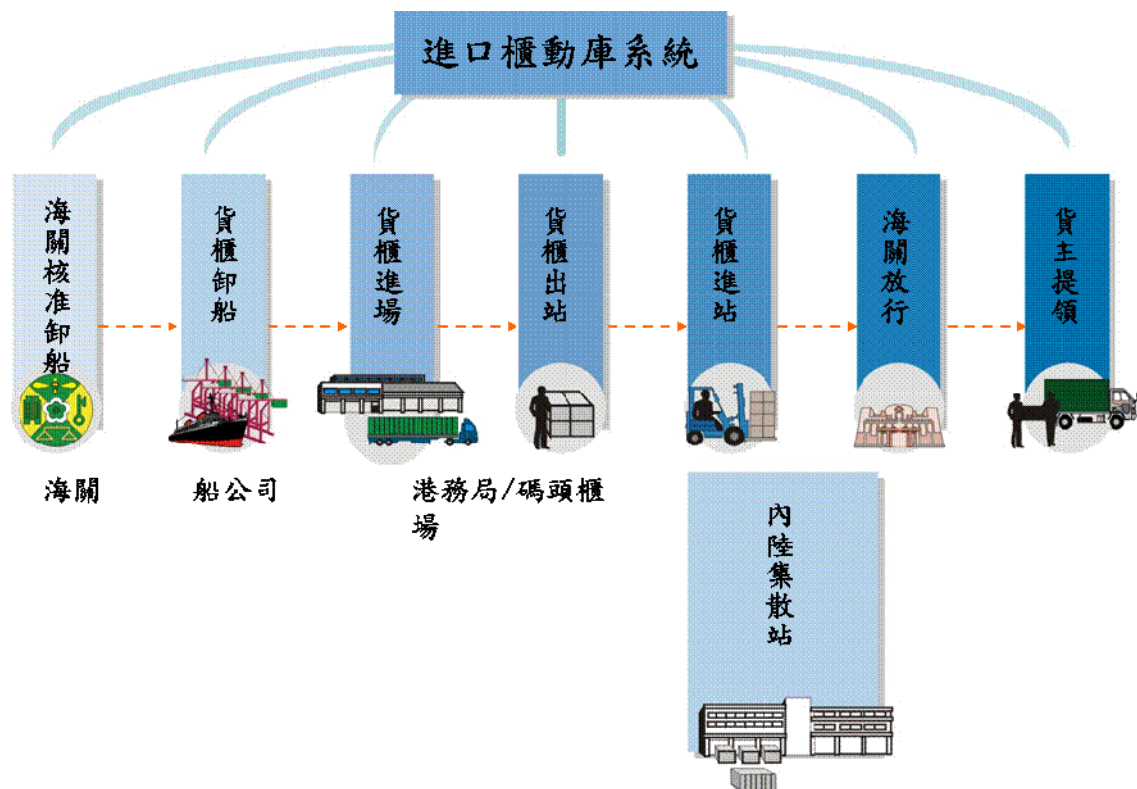 進口櫃動庫系統
海關核准卸船
貨櫃卸船
貨櫃進場
貨櫃出站
貨櫃進站
海關放行
貨主提領
海關
船公司
港務局/碼頭櫃
場
內陸集散站